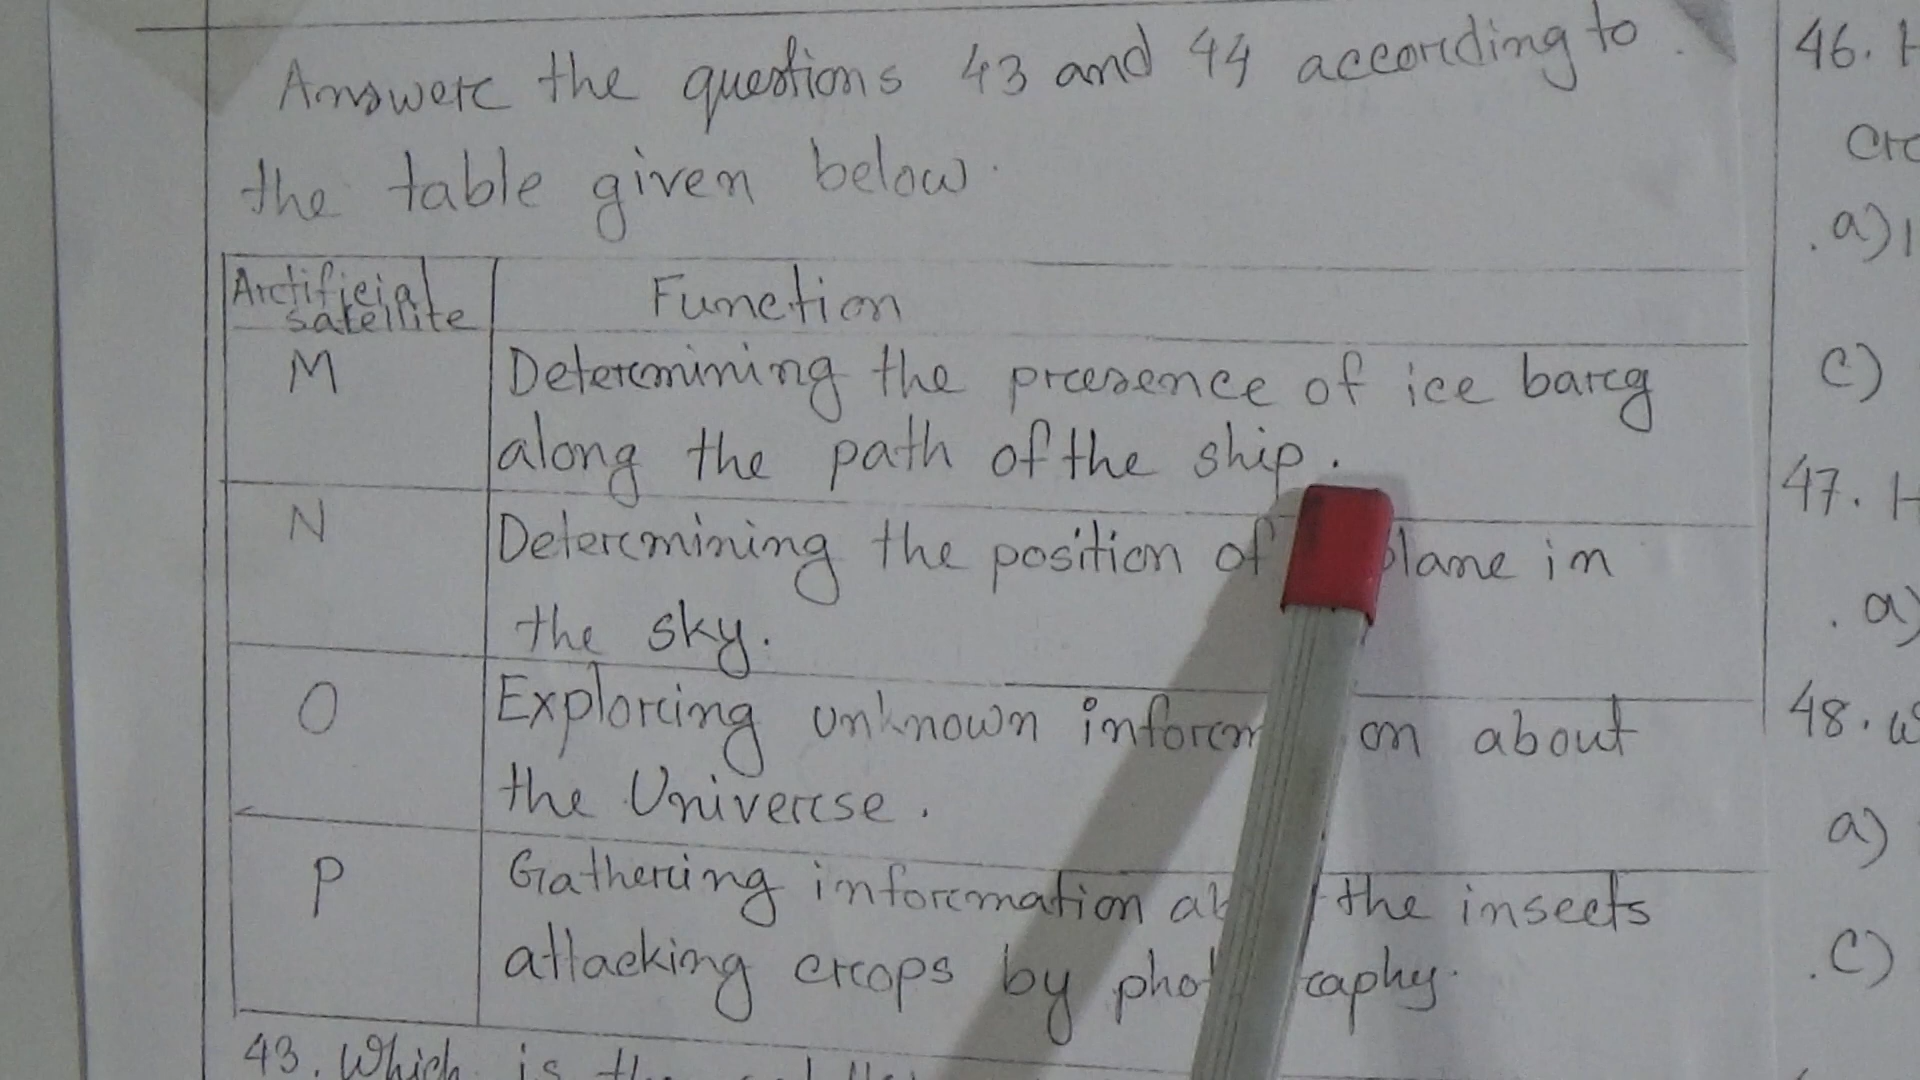 Answer the questions 43 and 44 according to
the table given below.
Artificial
satellite
Function
M
Determining the presence of ice barg
along the path of the ship.
N
Determining the position of plane in
the sky.
O
Exploring unknown on about
the Universe.
P
Gathering information the insects
attacking crops by
43. Which is
46.
a)
c)
47.
a)
48.
a)
c)